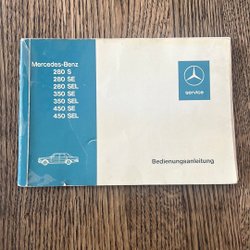 Mercedes-Benz
280 S
280 SE
280 SEL
350 SE
350 SEL
450 SE
450 SEL
service
Bedienungsanleitung